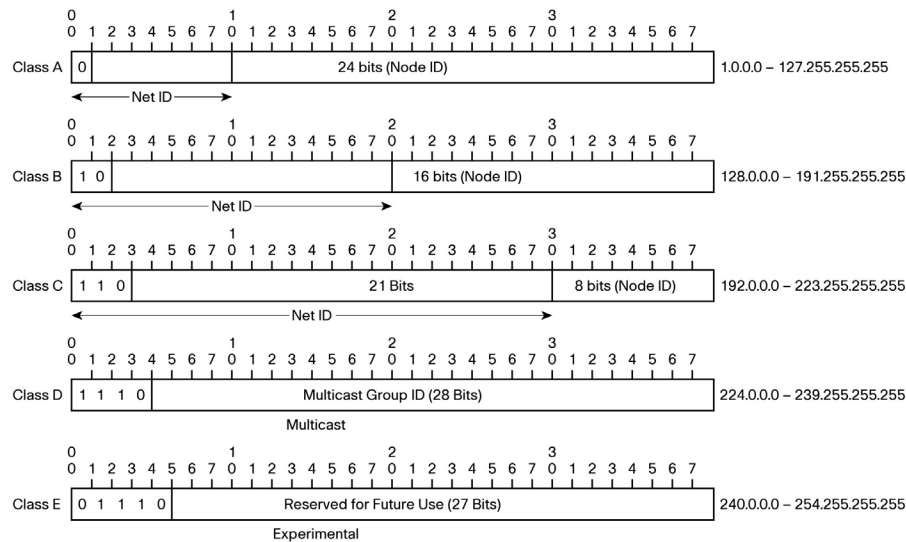 0 1 2 3
0 1 2 3 4 5 6 7 0 1 2 3 4 5 6 7 0 1 2 3 4 5 6 7 0 1 2 3 4 5 6 7
Class A 0 24 bits (Node ID) 1.0.0.0 – 127.255.255.255
Net ID
0 1 2 3
0 1 2 3 4 5 6 7 0 1 2 3 4 5 6 7 0 1 2 3 4 5 6 7 0 1 2 3 4 5 6 7
Class B 1 0 16 bits (Node ID) 128.0.0.0 – 191.255.255.255
Net ID
0 1 2 3
0 1 2 3 4 5 6 7 0 1 2 3 4 5 6 7 0 1 2 3 4 5 6 7 0 1 2 3 4 5 6 7
Class C 1 1 0 21 Bits 8 bits (Node ID) 192.0.0.0 – 223.255.255.255
Net ID
0 1 2 3
0 1 2 3 4 5 6 7 0 1 2 3 4 5 6 7 0 1 2 3 4 5 6 7 0 1 2 3 4 5 6 7
Class D 1 1 1 0 Multicast Group ID (28 Bits) 224.0.0.0 – 239.255.255.255
Multicast
0 1 2 3
0 1 2 3 4 5 6 7 0 1 2 3 4 5 6 7 0 1 2 3 4 5 6 7 0 1 2 3 4 5 6 7
Class E 0 1 1 1 0 Reserved for Future Use (27 Bits) 240.0.0.0 – 254.255.255.255
Experimental